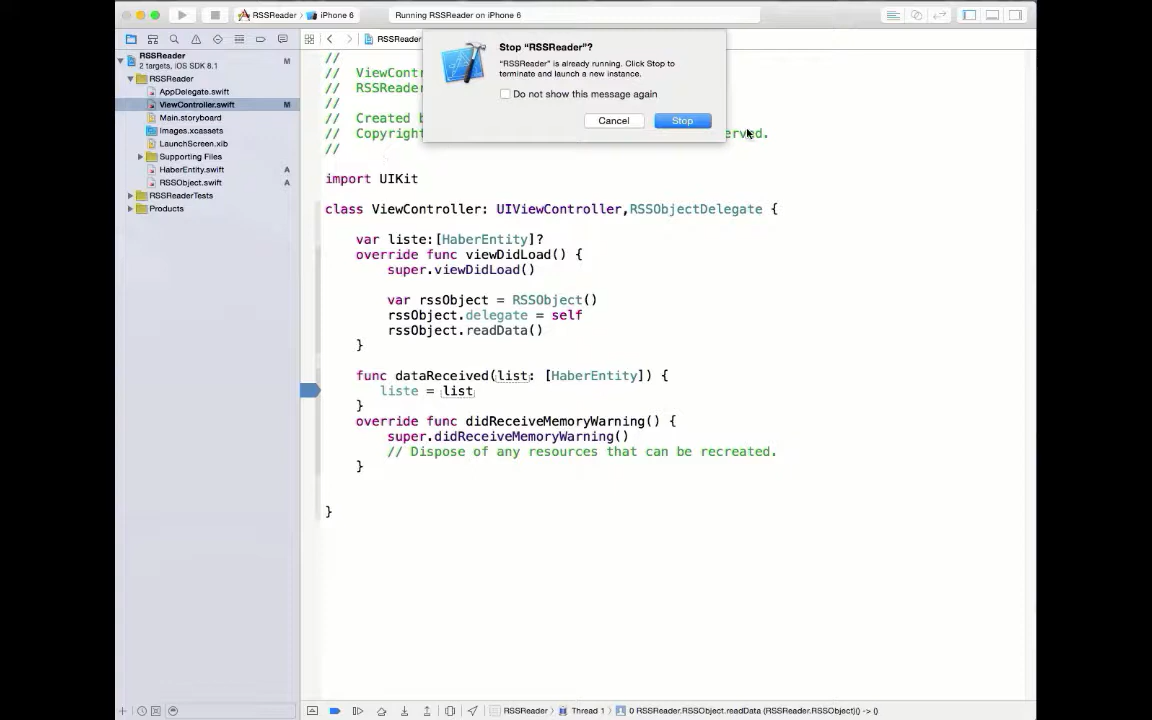 RSSReader
iPhone 6
Running RSSReader on iPhone 6
RSSReader
Stop "RSSReader"?
"RSSReader" is already running. Click Stop to
terminate and launch a new instance.
Do not show this message again
Cancel
Stop
RSSReader
2 targets, iOS SDK 8.1
M
RSSReader
AppDelegate.swift
ViewController.swift
M
Main.storyboard
Images.xcassets
LaunchScreen.xib
Supporting Files
HaberEntity.swift
A
RSSObject.swift
A
RSSReaderTests
Products
//
// ViewContr
// RSSReader
//
// Created b
// Copyright
erved.
//
import UIKit
class ViewController: UIViewController,RSSObjectDelegate {
var liste:[HaberEntity]?
override func viewDidLoad() {
super.viewDidLoad()
var rssObject = RSSObject()
rssObject.delegate = self
rssObject.readData()
}
func dataReceived(list: [HaberEntity]) {
liste = list
}
override func didReceiveMemoryWarning() {
super.didReceiveMemoryWarning()
// Dispose of any resources that can be recreated.
}
}
RSSReader
Thread 1
0 RSSReader.RSSObject.readData (RSSReader.RSSObject)() -> ()